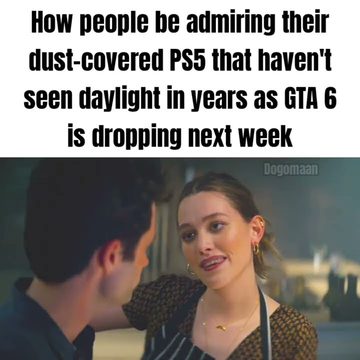 How people be admiring their
dust-covered PS5 that haven't
seen daylight in years as GTA 6
is dropping next week
Dogomaan